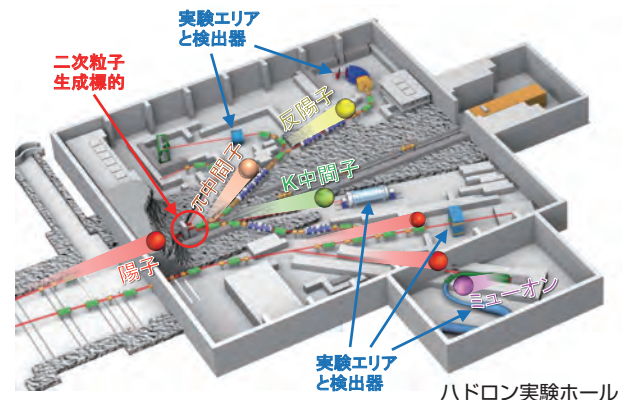 実験エリア
と検出器
二次粒子
生成標的
反陽子
π中間子
K中間子
陽子
ミューオン
実験エリア
と検出器
ハドロン実験ホール